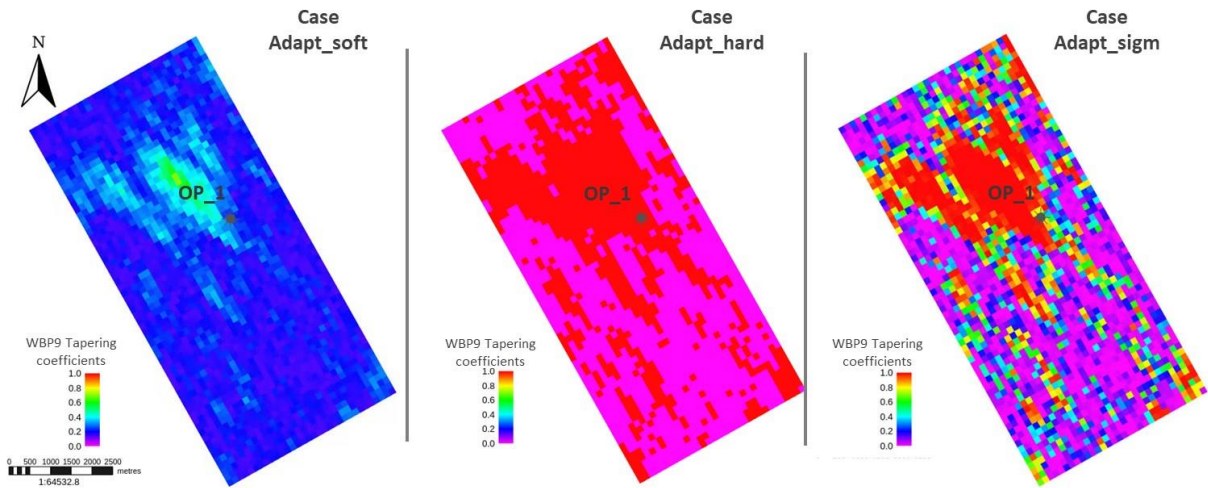 Case
Adapt_soft
N
OP_1
WBP9 Tapering
coefficients
1.0
0.8
0.6
0.4
0.2
0.0
0 500 1000 1500 2000 2500 metres
1:64532.8
Case
Adapt_hard
OP_1
WBP9 Tapering
coefficients
1.0
0.8
0.6
0.4
0.2
0.0
Case
Adapt_sigm
OP_1
WBP9 Tapering
coefficients
1.0
0.8
0.6
0.4
0.2
0.0